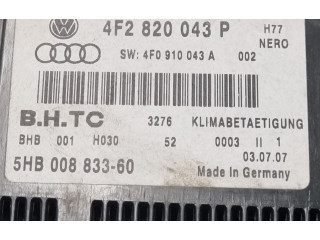 4F2 820 043 P H77
NERO
SW: 4F0 910 043 A 002
B.H.TC 3276 KLIMABETAETIGUNG
BHB 001 H030 52 0003 II 1
03.07.07
5HB 008 833-60 Made in Germany